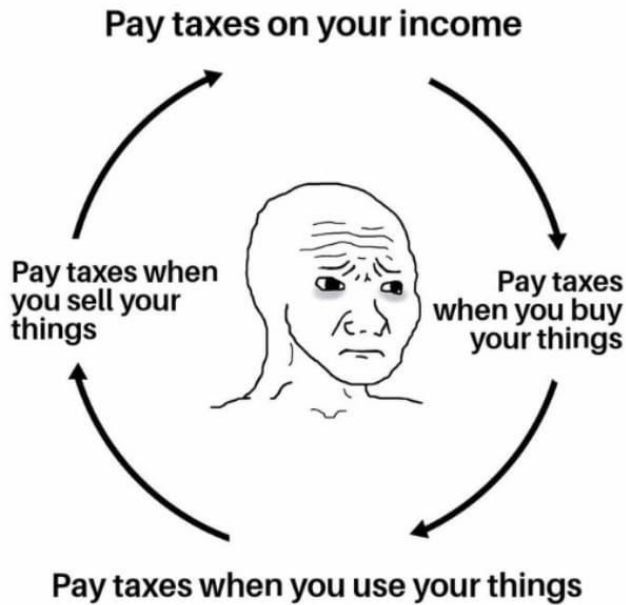 Pay taxes on your income
Pay taxes
when you buy
your things
Pay taxes when you use your things
Pay taxes when
you sell your
things